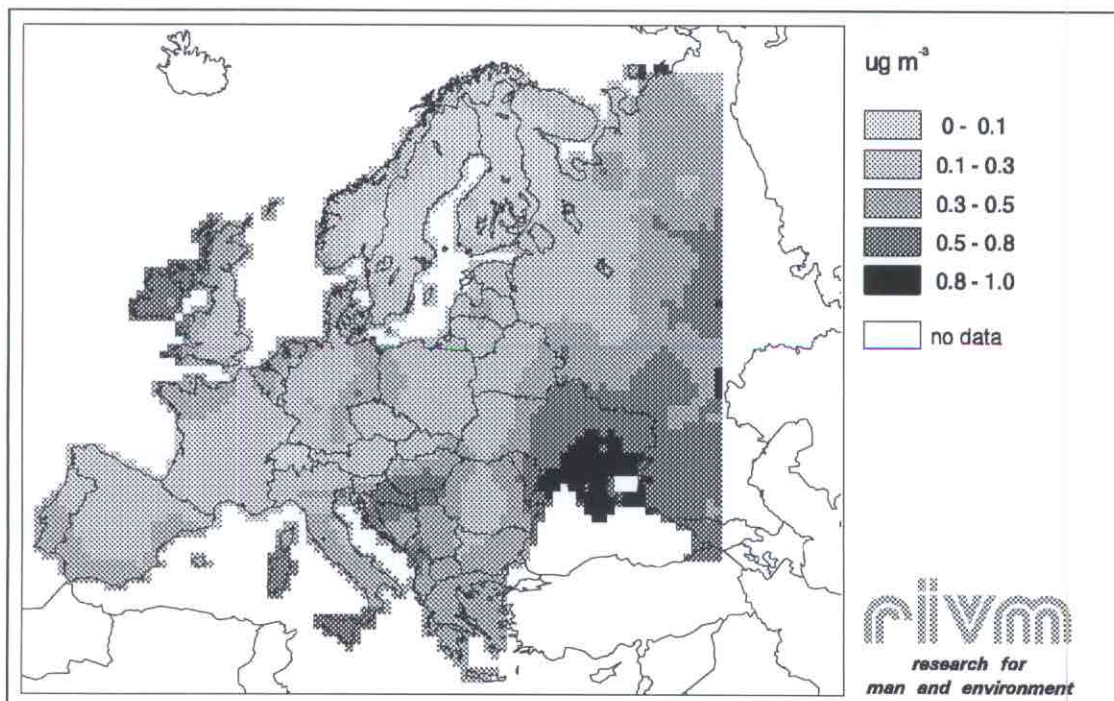 ug m⁻³
0 - 0.1
0.1 - 0.3
0.3 - 0.5
0.5 - 0.8
0.8 - 1.0
no data
rivm
research for
man and environment